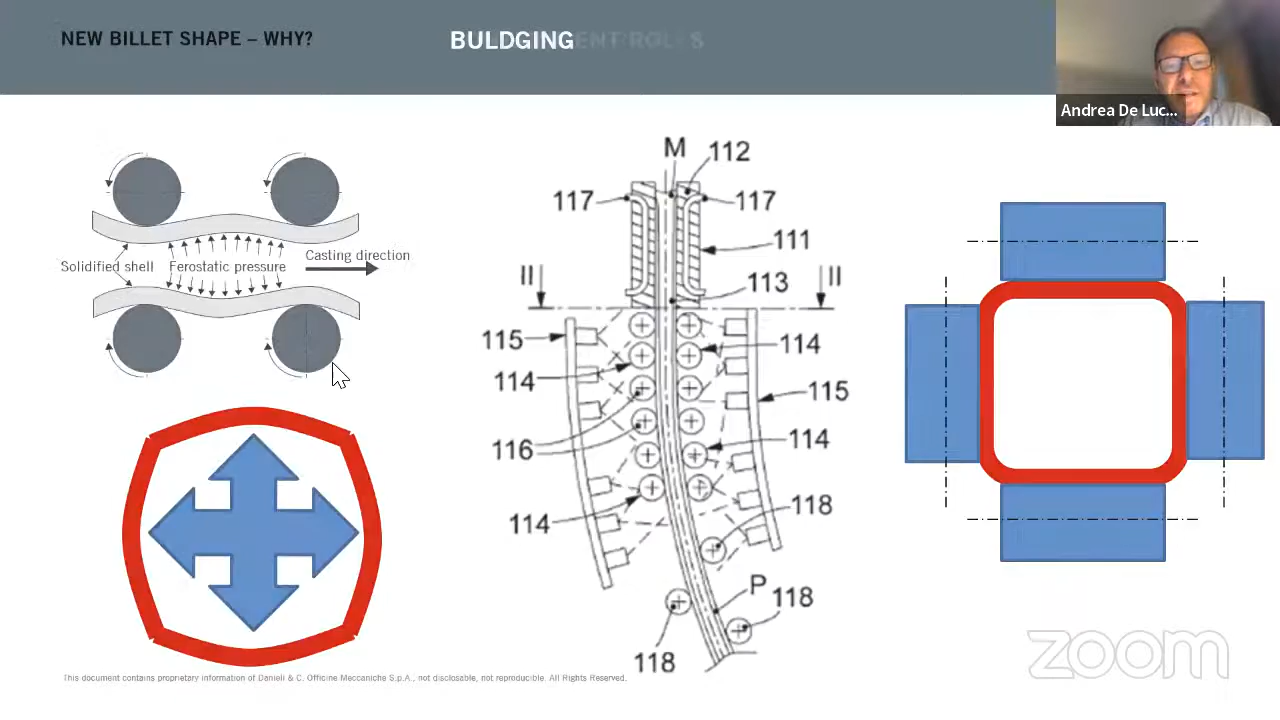 NEW BILLET SHAPE – WHY?
BULDGING
Andrea De Luc...
Solidified shell
Ferostatic pressure
Casting direction
M
112
117
117
111
II
II
113
115
114
114
115
116
114
114
118
P
118
118
This document contains proprietary information of Danieli & C. Officine Meccaniche S.p.A., not disclosable, not reproducible. All Rights Reserved.
zoom